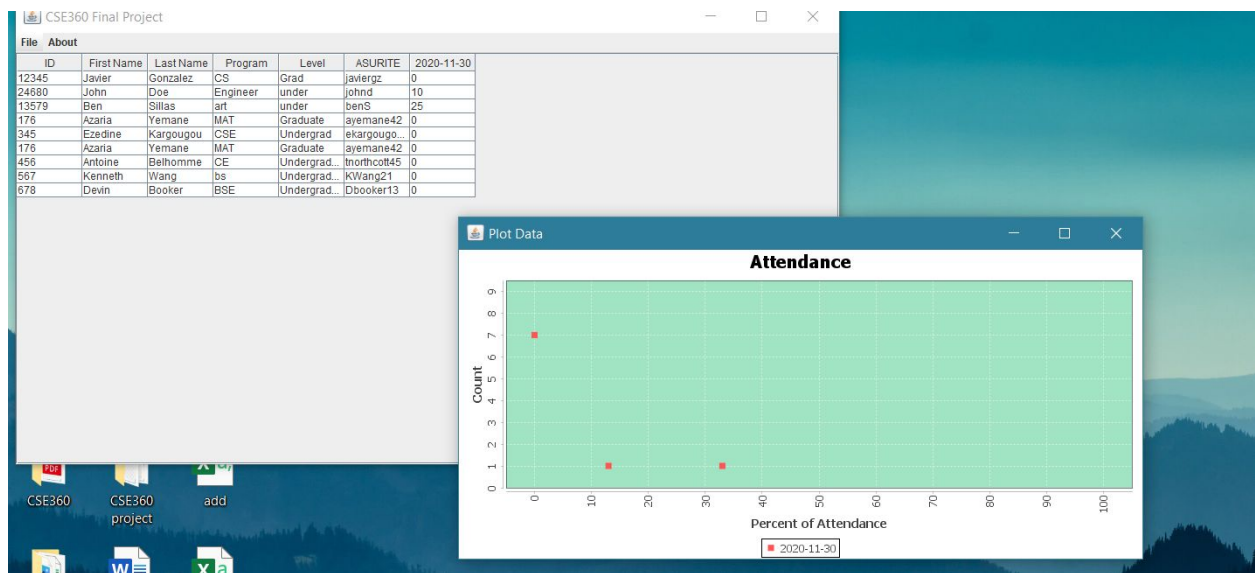 CSE360 Final Project
File About
ID First Name Last Name Program Level ASURITE 2020-11-30
12345 Javier Gonzalez CS Grad javiergz 0
24680 John Doe Engineer under johnd 10
13579 Ben Sillas art under benS 25
176 Azaria Yemane MAT Graduate ayemane42 0
345 Ezedine Kargougou CSE Undergrad ekargougo... 0
176 Azaria Yemane MAT Graduate ayemane42 0
456 Antoine Belhomme CE Undergrad... tnorthcott45 0
567 Kenneth Wang bs Undergrad... KWang21 0
678 Devin Booker BSE Undergrad... Dbooker13 0
Plot Data
Attendance
9
8
7
6
5
4
3
2
1
0
Count
0 10 20 30 40 50 60 70 80 90 100
Percent of Attendance
2020-11-30
PDF
CSE360 CSE360 project add